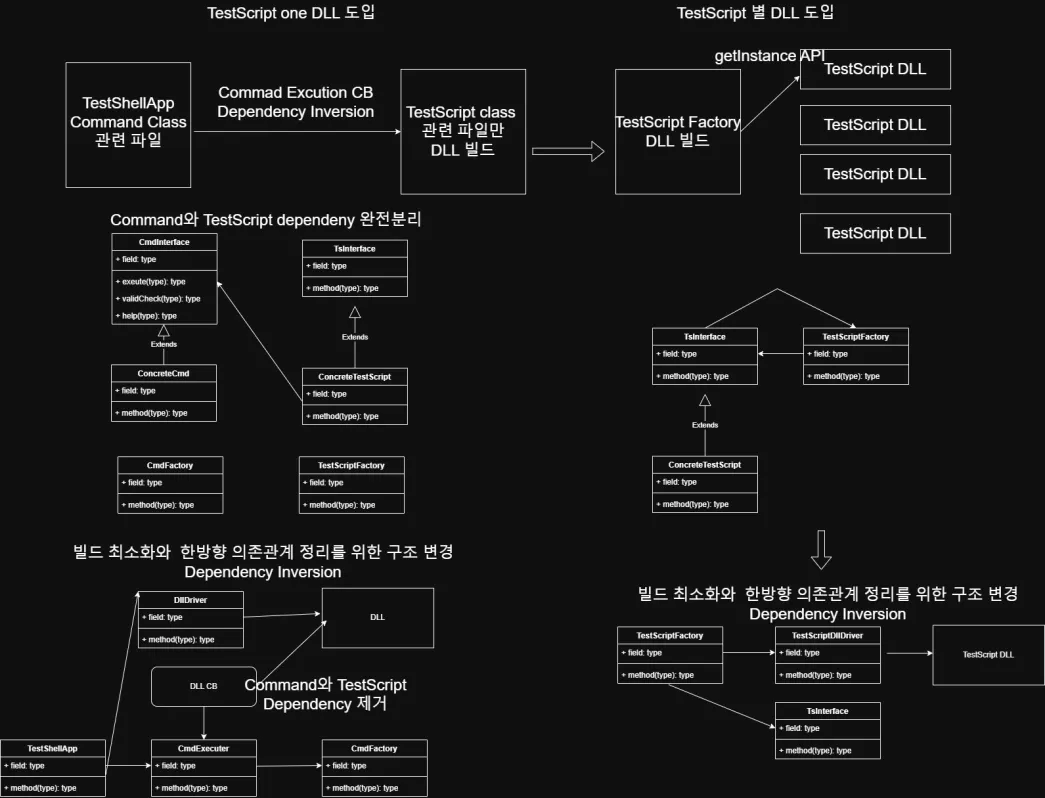 TestScript one DLL 도입
TestShellApp
Command Class
관련 파일
Commad Excution CB
Dependency Inversion
TestScript class
관련 파일만
DLL 빌드
Command와 TestScript dependeny 완전분리
CmdInterface
+ field: type
+ exeute(type): type
+ validCheck(type): type
+ help(type): type
Extends
ConcreteCmd
+ field: type
+ method(type): type
TsInterface
+ field: type
+ method(type): type
Extends
ConcreteTestScript
+ field: type
+ method(type): type
CmdFactory
+ field: type
+ method(type): type
TestScriptFactory
+ field: type
+ method(type): type
빌드 최소화와 한방향 의존관계 정리를 위한 구조 변경
Dependency Inversion
DllDriver
+ field: type
+ method(type): type
DLL
DLL CB
Command와 TestScript
Dependency 제거
TestShellApp
+ field: type
+ method(type): type
CmdExecuter
+ field: type
+ method(type): type
CmdFactory
+ field: type
+ method(type): type
TestScript 별 DLL 도입
getInstance API
TestScript Factory
DLL 빌드
TestScript DLL
TestScript DLL
TestScript DLL
TestScript DLL
TsInterface
+ field: type
+ method(type): type
TestScriptFactory
+ field: type
+ method(type): type
Extends
ConcreteTestScript
+ field: type
+ method(type): type
빌드 최소화와 한방향 의존관계 정리를 위한 구조 변경
Dependency Inversion
TestScriptFactory
+ field: type
+ method(type): type
TestScriptDllDriver
+ field: type
+ method(type): type
TestScript DLL
TsInterface
+ field: type
+ method(type): type